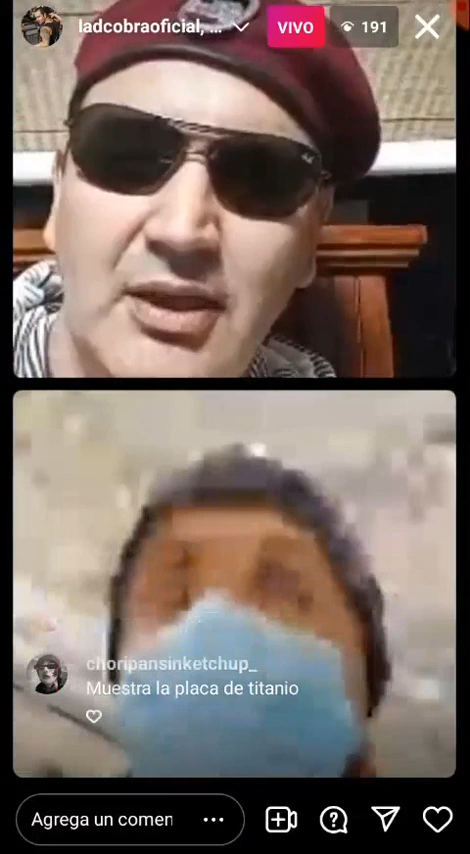 ladcobraoficial, ...
VIVO
191
choripansinketchup_
Muestra la placa de titanio
Agrega un comen